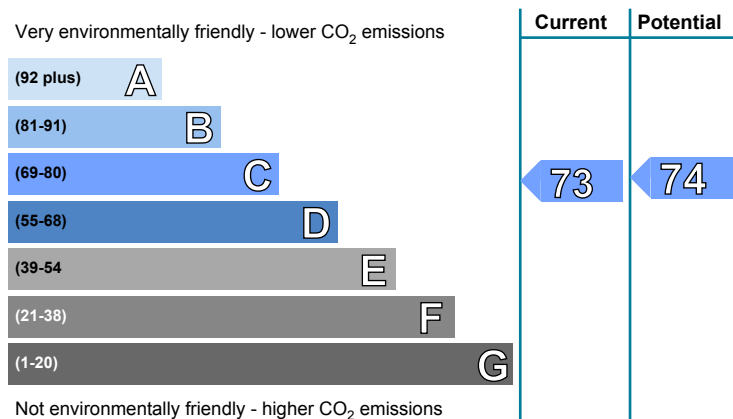 Very environmentally friendly - lower CO2 emissions
Current
Potential
(92 plus) A
(81-91) B
(69-80) C
73
74
(55-68) D
(39-54 E
(21-38) F
(1-20) G
Not environmentally friendly - higher CO2 emissions